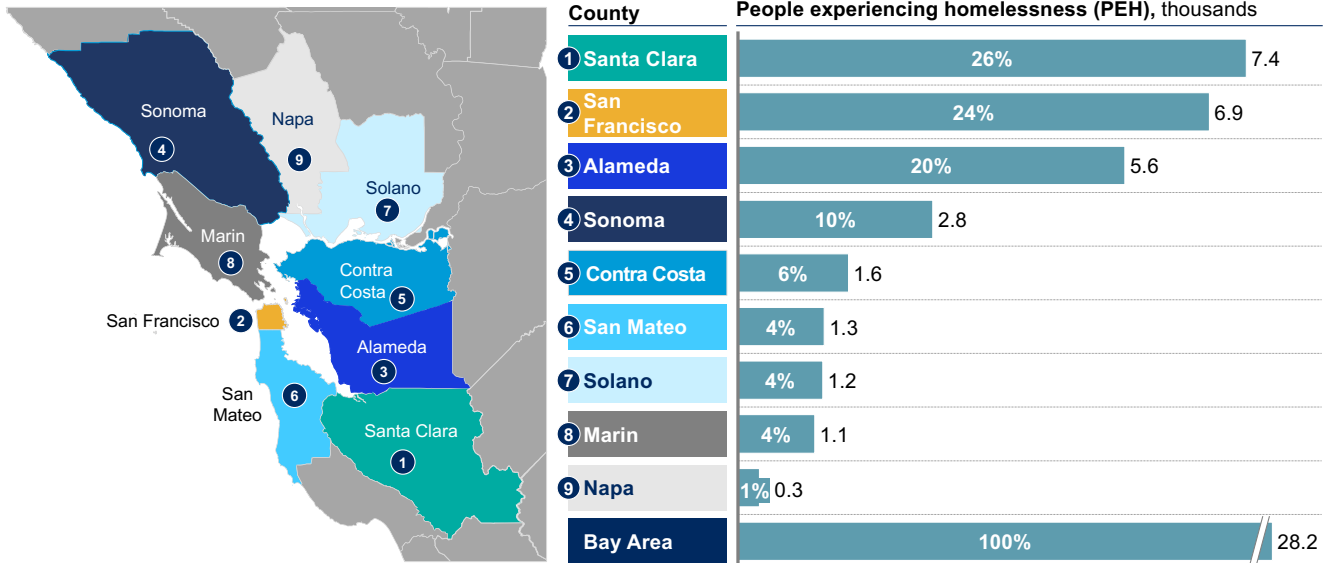 Sonoma
4
Napa
9
Solano
7
Marin
8
Contra
Costa
5
San Francisco
2
Alameda
3
San
Mateo
6
Santa Clara
1
County
People experiencing homelessness (PEH), thousands
1 Santa Clara
26%
7.4
2 San
Francisco
24%
6.9
3 Alameda
20%
5.6
4 Sonoma
10%
2.8
5 Contra Costa
6%
1.6
6 San Mateo
4%
1.3
7 Solano
4%
1.2
8 Marin
4%
1.1
9 Napa
1%
0.3
Bay Area
100%
28.2